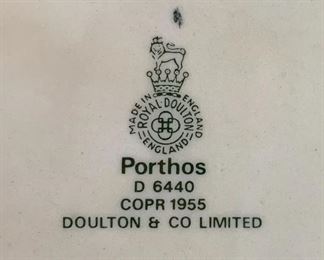 MADE IN ENGLAND
ROYAL DOULTON
ENGLAND
Porthos
D 6440
COPR 1955
DOULTON & CO LIMITED